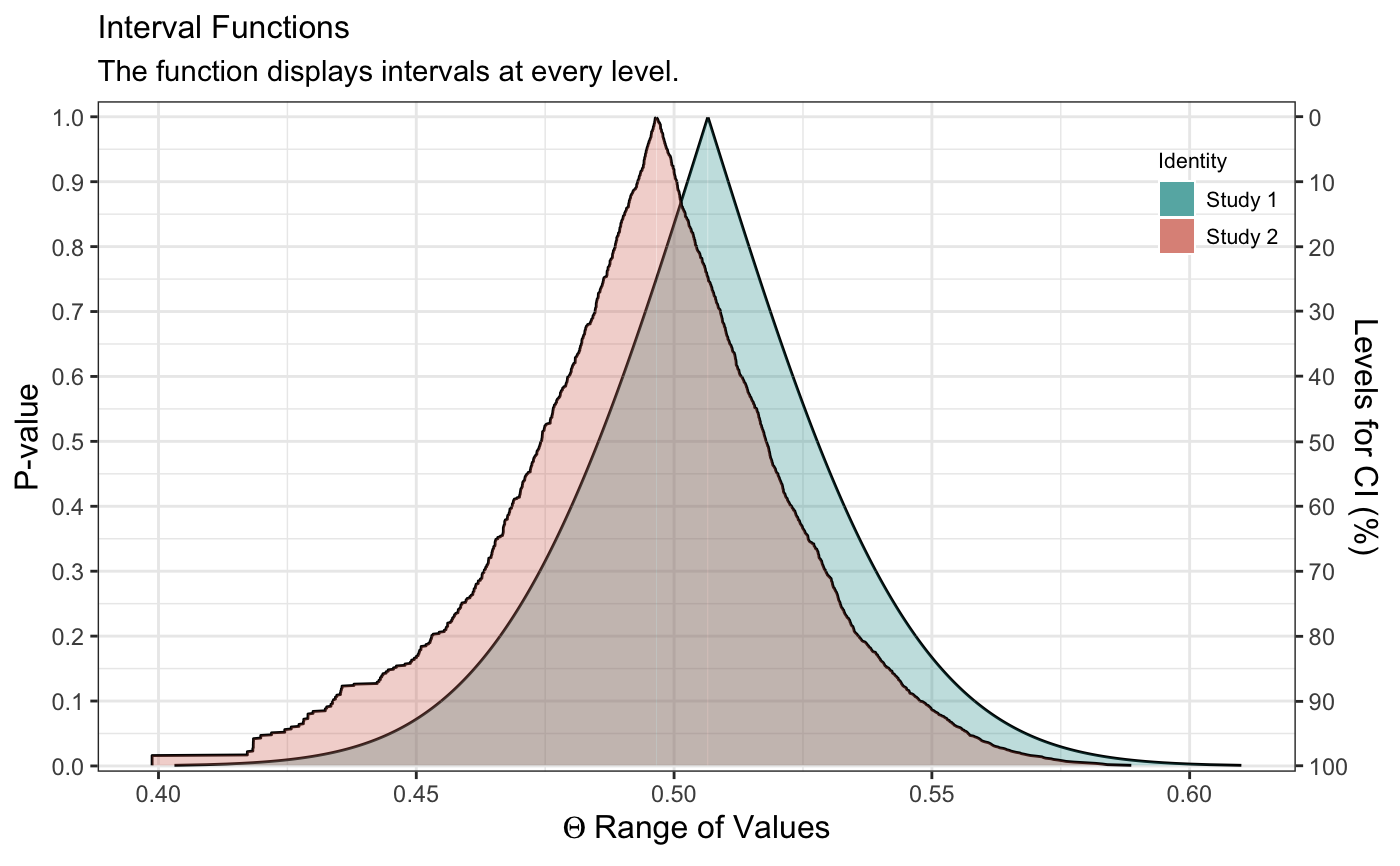 Interval Functions
The function displays intervals at every level.
1.0
0.9
0.8
0.7
0.6
0.5
0.4
0.3
0.2
0.1
0.0
P-value
0
10
20
30
40
50
60
70
80
90
100
Levels for CI (%)
Identity
Study 1
Study 2
0.40 0.45 0.50 0.55 0.60
Θ Range of Values